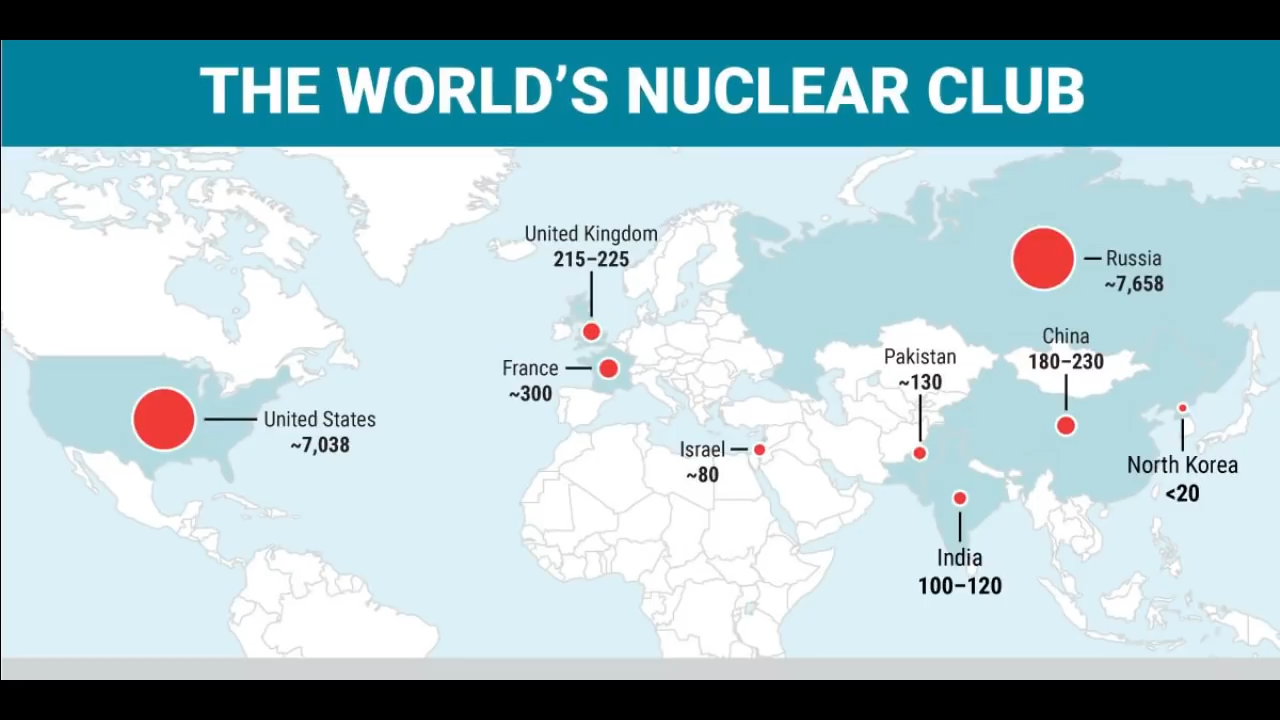 THE WORLD’S NUCLEAR CLUB
United Kingdom
215–225
Russia
~7,658
China
180–230
Pakistan
~130
France
~300
United States
~7,038
Israel
~80
North Korea
<20
India
100–120